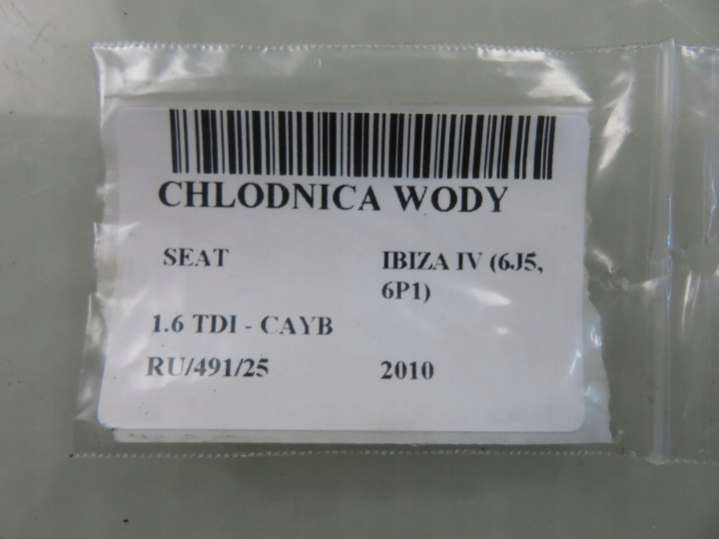 CHLODNICA WODY
SEAT IBIZA IV (6J5,
6P1)
1.6 TDI - CAYB
RU/491/25 2010